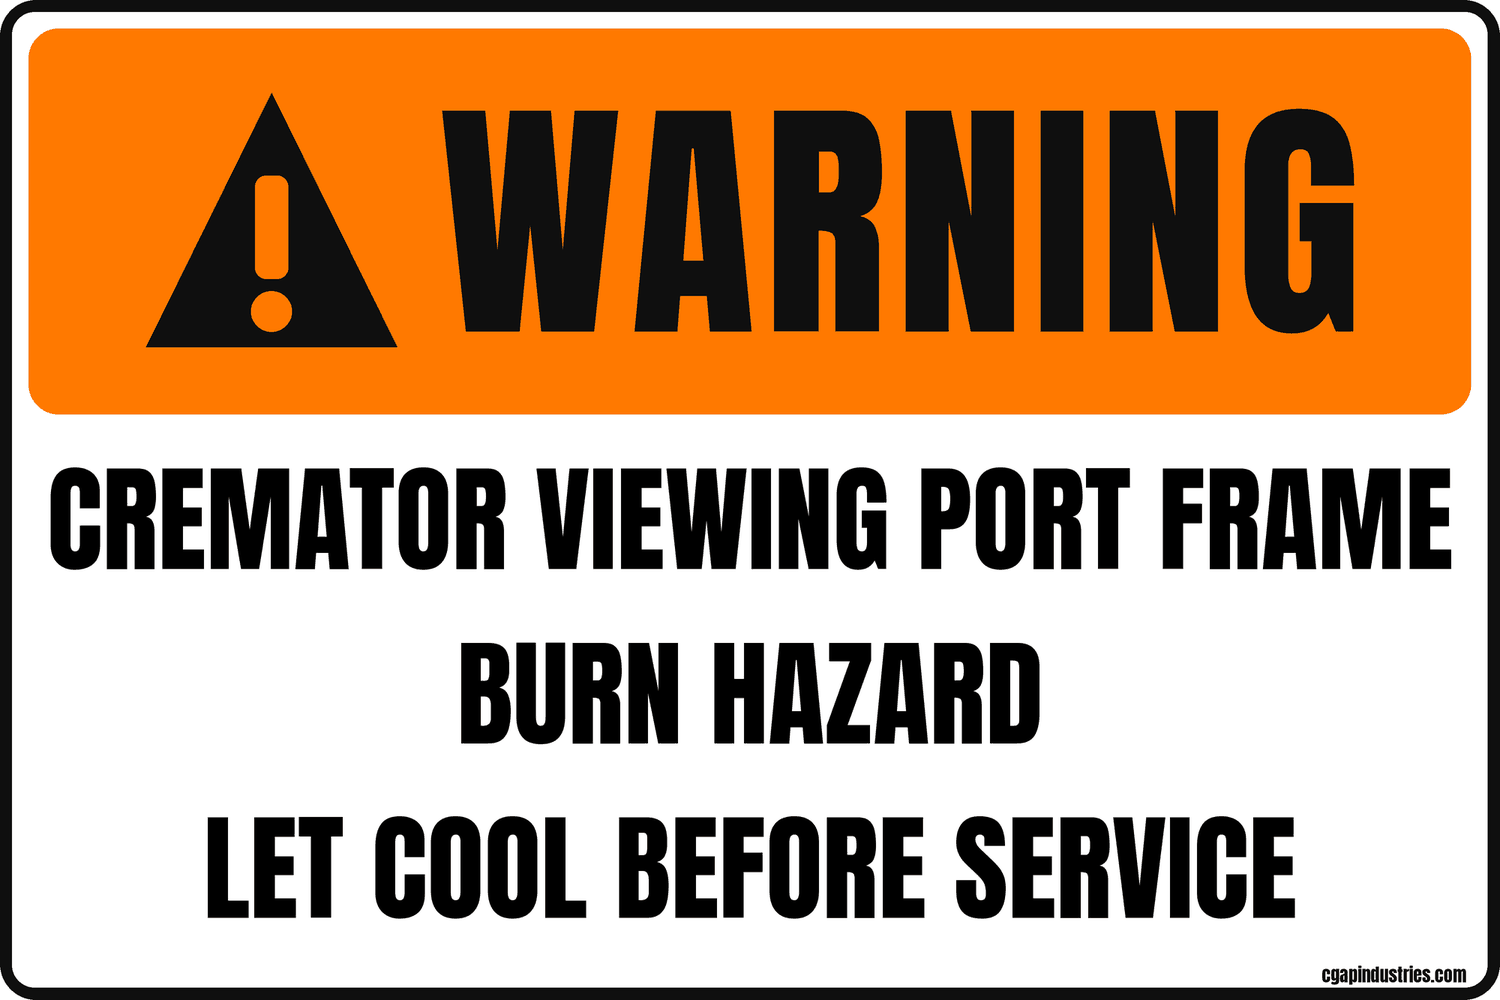 WARNING
CREMATOR VIEWING PORT FRAME
BURN HAZARD
LET COOL BEFORE SERVICE
cgapindustries.com